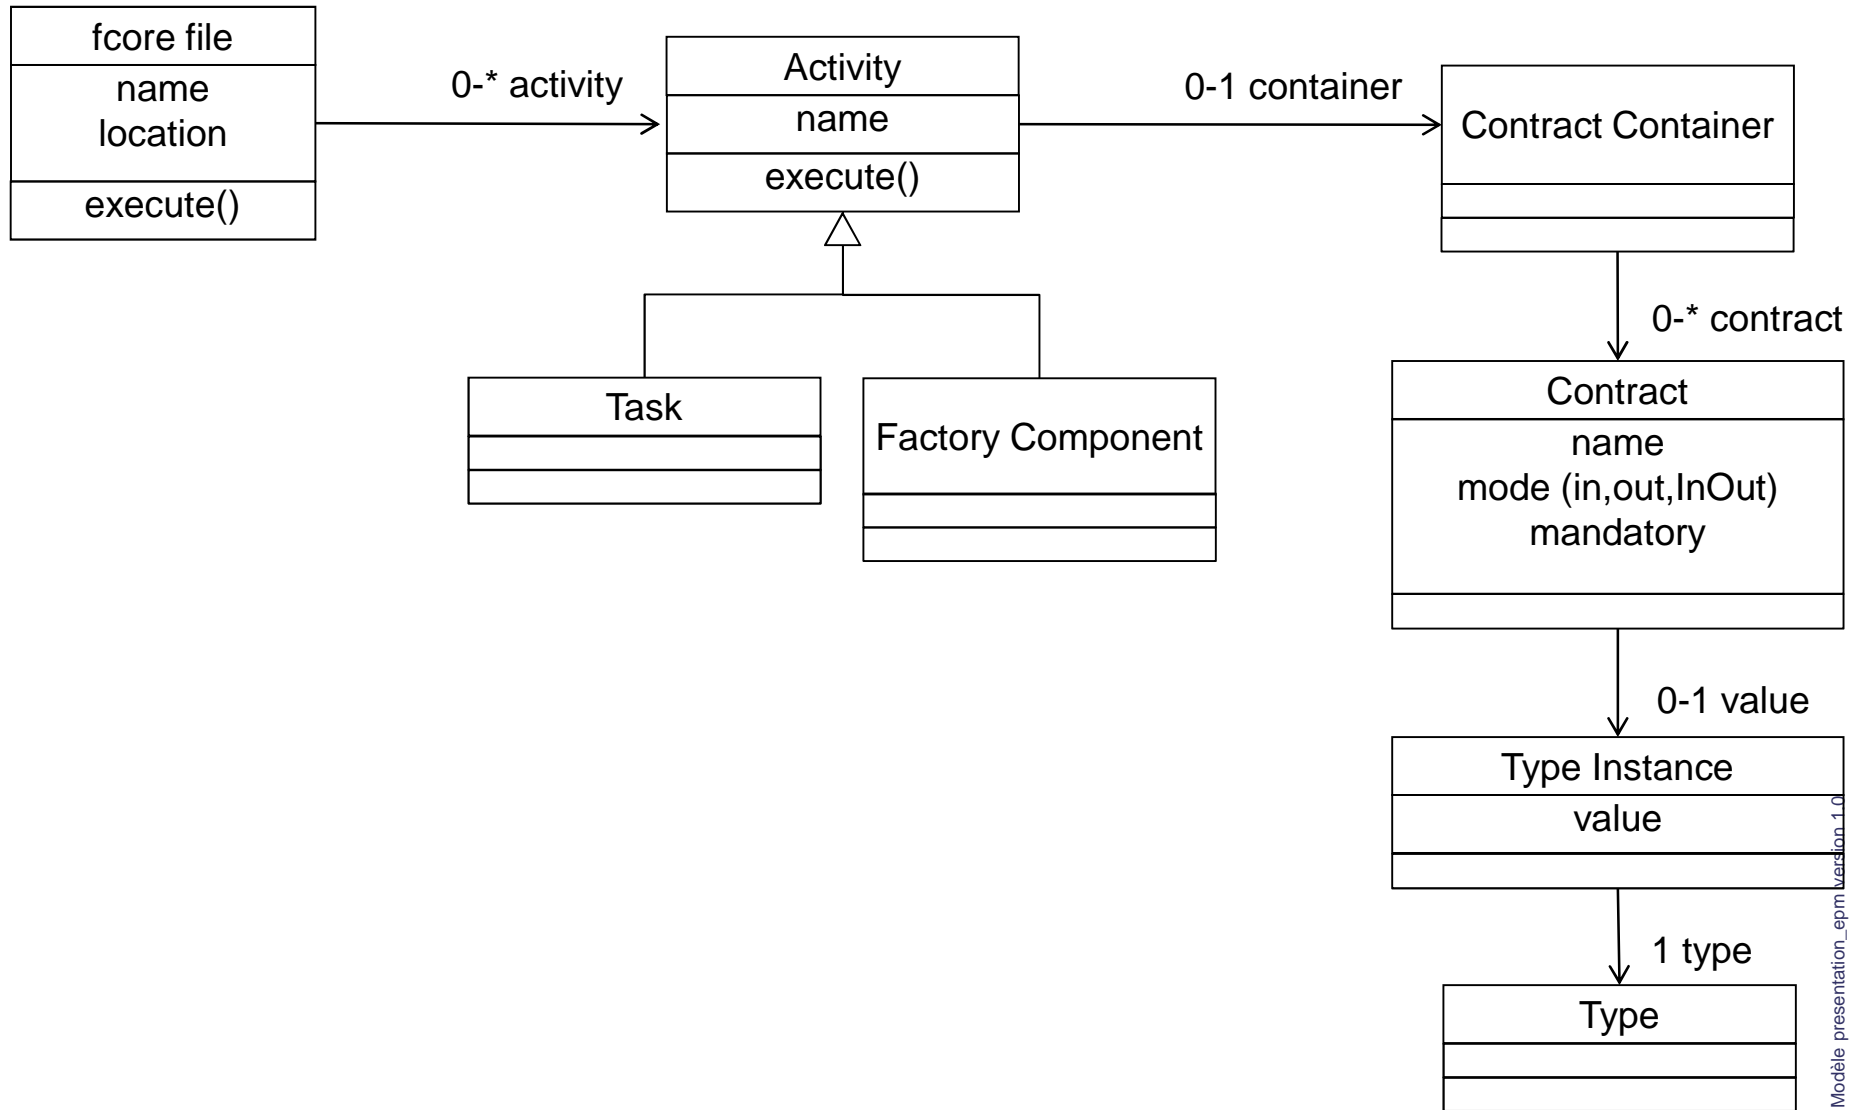 fcore file
name
location
execute()
0-* activity
Activity
name
execute()
0-1 container
Contract Container
0-* contract
Task
Factory Component
Contract
name
mode (in,out,InOut)
mandatory
0-1 value
Type Instance
value
1 type
Type
Modèle presentation_epm version 1.0